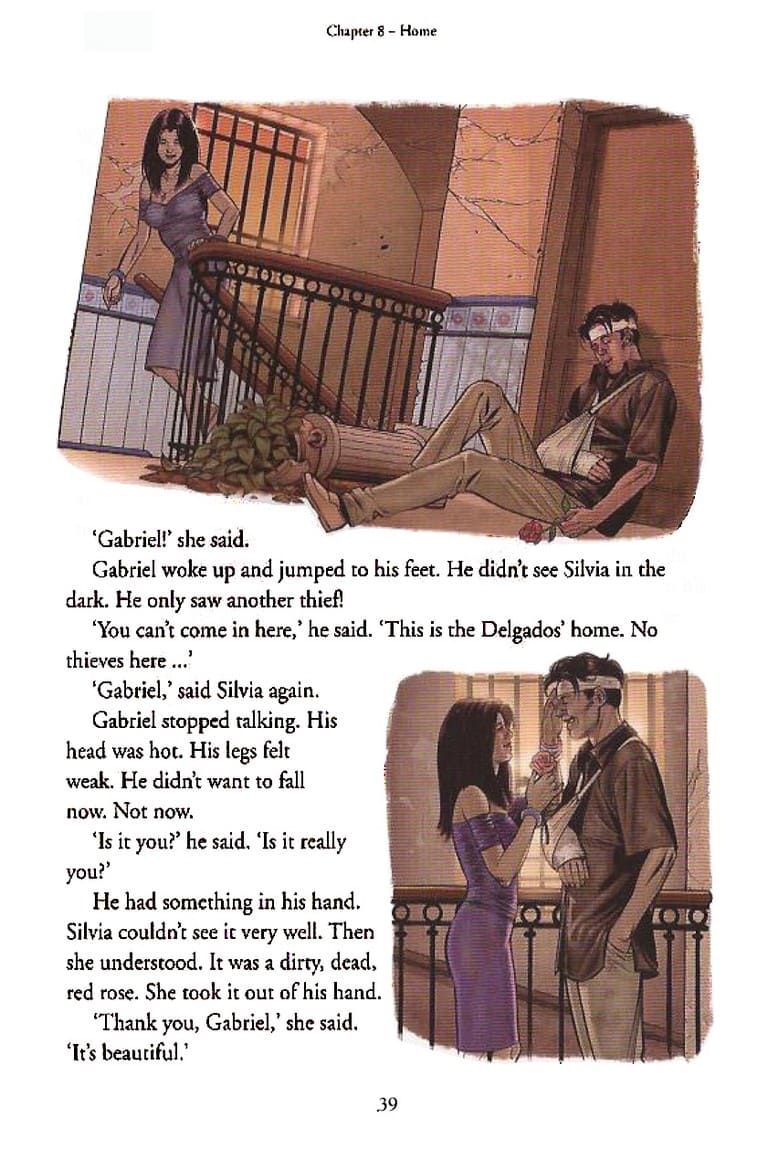 Chapter 8 – Home
‘Gabriel!’ she said.
Gabriel woke up and jumped to his feet. He didn’t see Silvia in the
dark. He only saw another thief!
‘You can’t come in here,’ he said. ‘This is the Delgados’ home. No
thieves here ...’
‘Gabriel,’ said Silvia again.
Gabriel stopped talking. His
head was hot. His legs felt
weak. He didn’t want to fall
now. Not now.
‘Is it you?’ he said. ‘Is it really
you?’
He had something in his hand.
Silvia couldn’t see it very well. Then
she understood. It was a dirty, dead,
red rose. She took it out of his hand.
‘Thank you, Gabriel,’ she said.
‘It’s beautiful.’
39